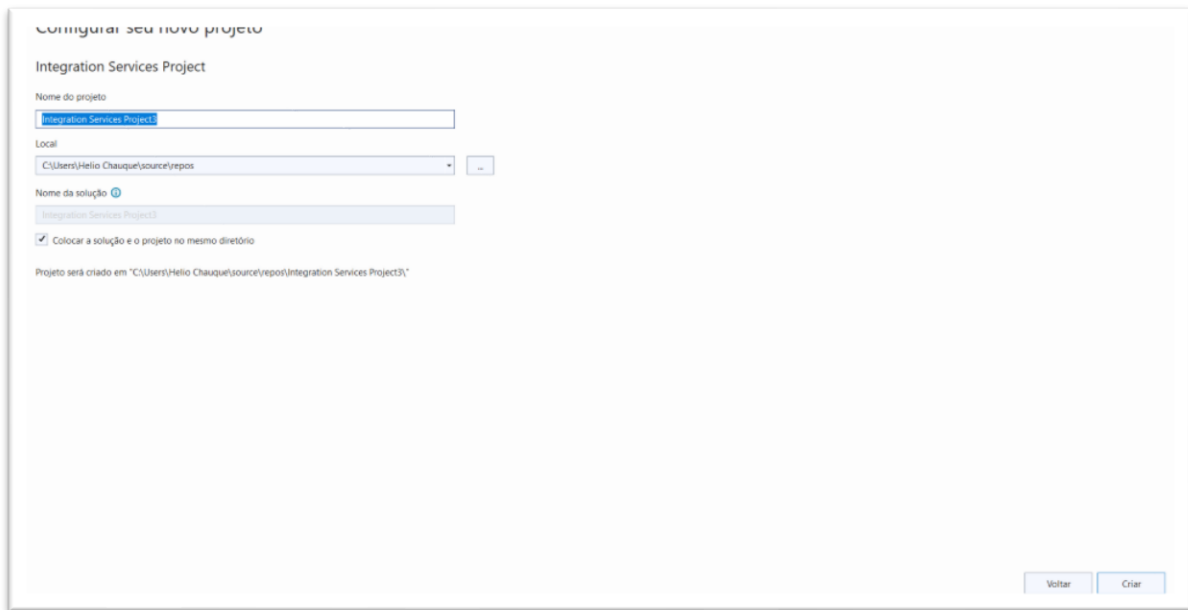 Configurar seu novo projeto
Integration Services Project
Nome do projeto
Integration Services Project3
Local
C:\Users\Helio Chauque\source\repos
...
Nome da solução
Integration Services Project3
Colocar a solução e o projeto no mesmo diretório
Projeto será criado em "C:\Users\Helio Chauque\source\repos\Integration Services Project3\"
Voltar
Criar